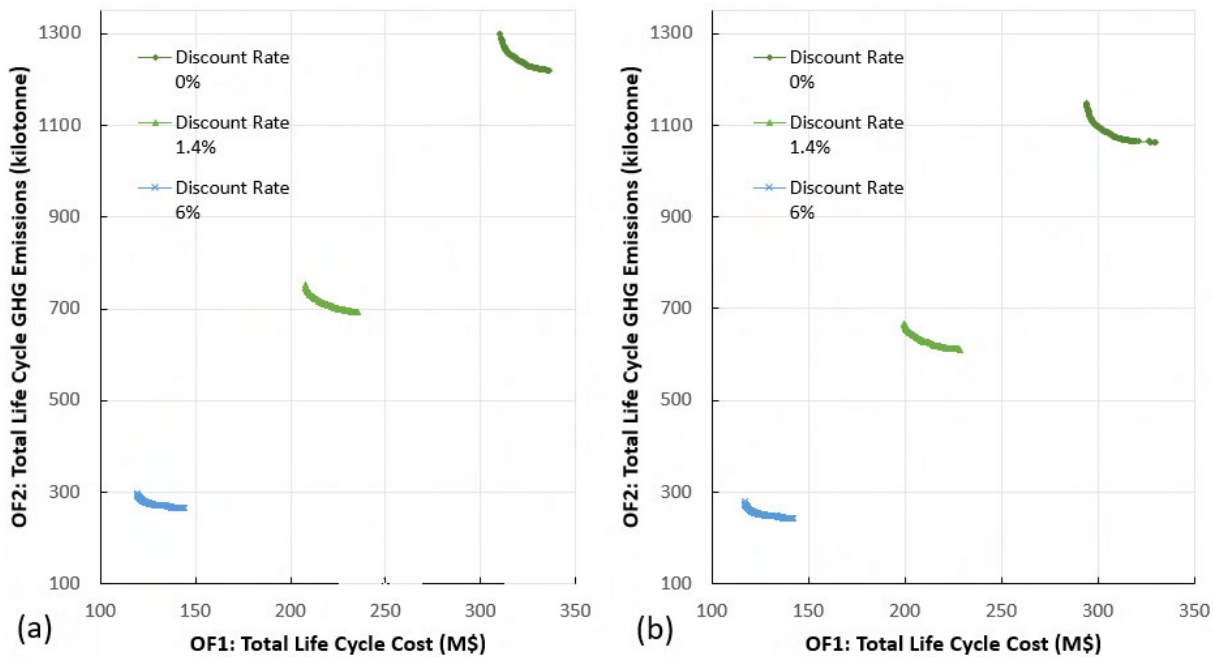 1300
1100
900
700
500
300
100
OF2: Total Life Cycle GHG Emissions (kilotonne)
Discount Rate
0%
Discount Rate
1.4%
Discount Rate
6%
100 150 200 250 300 350
OF1: Total Life Cycle Cost (M$)
(a)
1300
1100
900
700
500
300
100
OF2: Total Life Cycle GHG Emissions (kilotonne)
Discount Rate
0%
Discount Rate
1.4%
Discount Rate
6%
100 150 200 250 300 350
OF1: Total Life Cycle Cost (M$)
(b)